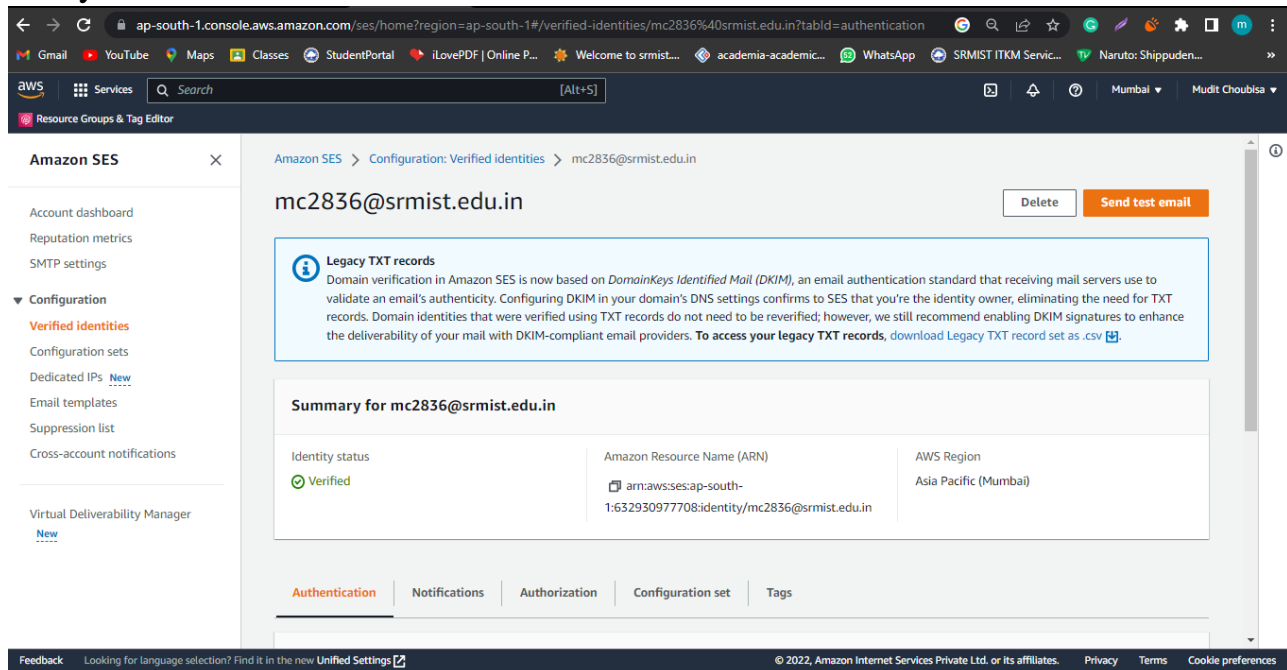 ap-south-1.console.aws.amazon.com/ses/home?region=ap-south-1#/verified-identities/mc2836%40srmist.edu.in?tabId=authentication
Gmail YouTube Maps Classes StudentPortal iLovePDF | Online P... Welcome to srmist... academia-academic... WhatsApp SRMIST ITKM Servic... Naruto: Shippuden... »
aws Services Search [Alt+S] Mumbai Mudit Choubisa
Resource Groups & Tag Editor
Amazon SES
Account dashboard
Reputation metrics
SMTP settings
Configuration
Verified identities
Configuration sets
Dedicated IPs New
Email templates
Suppression list
Cross-account notifications
Virtual Deliverability Manager
New
Amazon SES > Configuration: Verified identities > mc2836@srmist.edu.in
mc2836@srmist.edu.in
Delete Send test email
Legacy TXT records
Domain verification in Amazon SES is now based on DomainKeys Identified Mail (DKIM), an email authentication standard that receiving mail servers use to
validate an email's authenticity. Configuring DKIM in your domain's DNS settings confirms to SES that you're the identity owner, eliminating the need for TXT
records. Domain identities that were verified using TXT records do not need to be reverified; however, we still recommend enabling DKIM signatures to enhance
the deliverability of your mail with DKIM-compliant email providers. To access your legacy TXT records, download Legacy TXT record set as .csv.
Summary for mc2836@srmist.edu.in
Identity status
Verified
Amazon Resource Name (ARN)
arn:aws:ses:ap-south-
1:632930977708:identity/mc2836@srmist.edu.in
AWS Region
Asia Pacific (Mumbai)
Authentication Notifications Authorization Configuration set Tags
Feedback Looking for language selection? Find it in the new Unified Settings © 2022, Amazon Internet Services Private Ltd. or its affiliates. Privacy Terms Cookie preferences